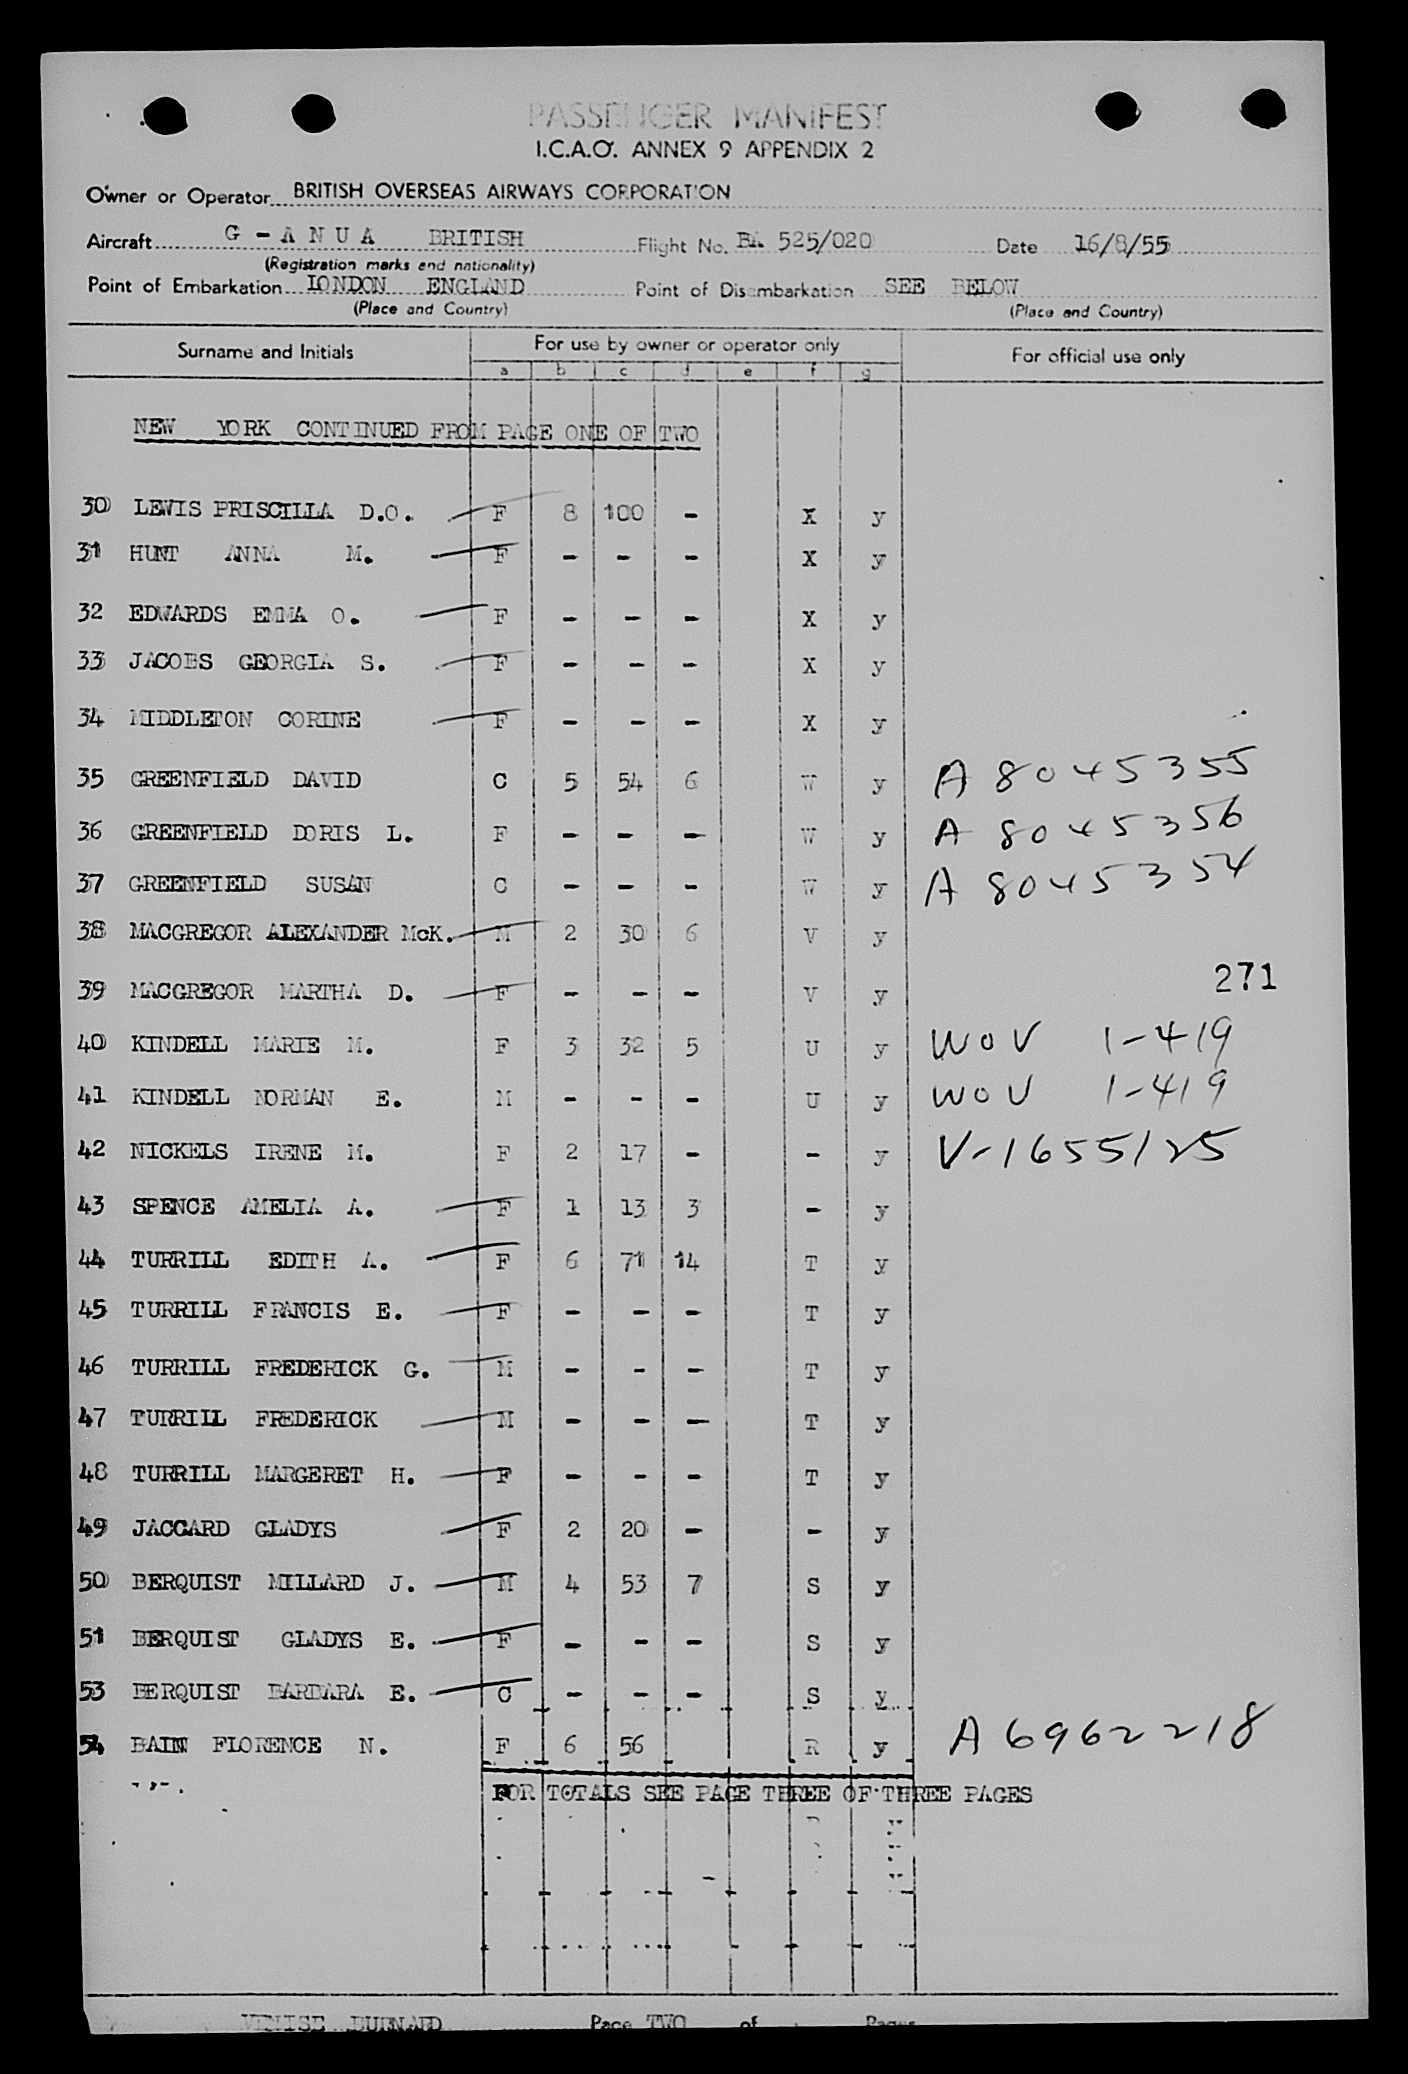 PASSENGER MANIFEST
I.C.A.O. ANNEX 9 APPENDIX 2
Owner or Operator BRITISH OVERSEAS AIRWAYS CORPORATION
Aircraft G - A N U A BRITISH Flight No. BA 525/020 Date 16/8/55
(Registration marks and nationality)
Point of Embarkation LONDON ENGLAND Point of Disembarkation SEE BELOW
(Place and Country) (Place and Country)
Surname and Initials For use by owner or operator only For official use only
a b c d e f g
NEW YORK CONTINUED FROM PAGE ONE OF TWO
30 LEWIS PRISCILLA D.O. F 8 100 - X y
31 HUNT ANNA M. F - - - X y
32 EDWARDS EMMA O. F - - - X y
33 JACOBS GEORGIA S. F - - - X y
34 MIDDLETON CORINE F - - - X y
35 GREENFIELD DAVID C 5 54 6 W y A 8045355
36 GREENFIELD DORIS L. F - - - W y A 8045356
37 GREENFIELD SUSAN C - - - W y A 8045354
38 MACGREGOR ALEXANDER McK. M 2 30 6 V y
39 MACGREGOR MARTHA D. F - - - V y 271
40 KINDELL MARIE M. F 3 32 5 U y WOV 1-419
41 KINDELL NORMAN E. M - - - U y WOV 1-419
42 NICKELS IRENE M. F 2 17 - - y V-1655125
43 SPENCE AMELIA A. F 1 13 3 - y
44 TURRILL EDITH A. F 6 71 14 T y
45 TURRILL FRANCIS E. F - - - T y
46 TURRILL FREDERICK G. M - - - T y
47 TURRILL FREDERICK M - - - T y
48 TURRILL MARGERET H. F - - - T y
49 JACCARD GLADYS F 2 20 - - y
50 BERQUIST MILLARD J. M 4 53 7 S y
51 BERQUIST GLADYS E. F - - - S y
53 BERQUIST BARBARA E. C - - - S y
54 BAIN FLORENCE N. F 6 56 R y A 6962218
FOR TOTALS SEE PAGE THREE OF THREE PAGES
Page TWO of Pages